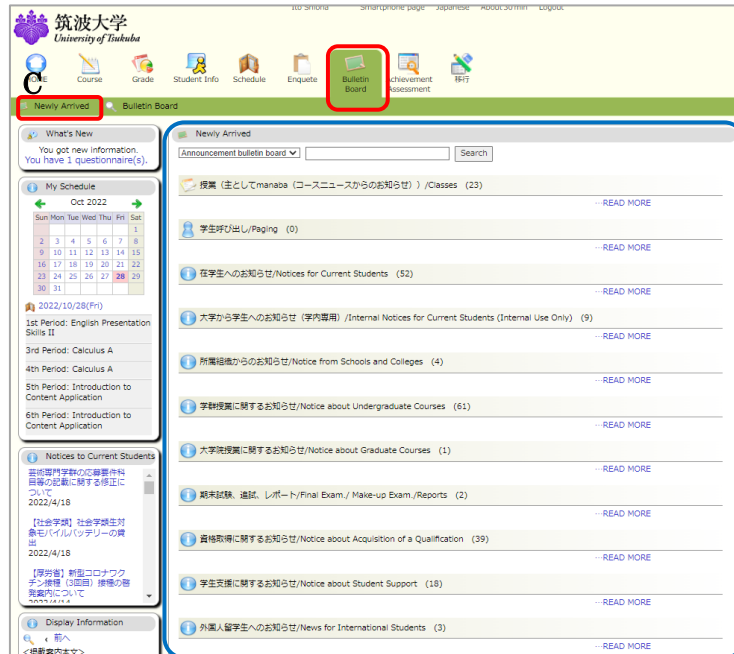 Smartphone page Japanese About 30 min Logout
筑波大学
University of Tsukuba
C
Course Grade Student Info Schedule Enquete Bulletin Board Achievement Assessment 移行
Newly Arrived Bulletin Board
What's New
You got new information.
You have 1 questionnaire(s).
My Schedule
Oct 2022
Sun Mon Tue Wed Thu Fri Sat
1
2 3 4 5 6 7 8
9 10 11 12 13 14 15
16 17 18 19 20 21 22
23 24 25 26 27 28 29
30 31
2022/10/28(Fri)
1st Period: English Presentation
Skills II
3rd Period: Calculus A
4th Period: Calculus A
5th Period: Introduction to
Content Application
6th Period: Introduction to
Content Application
Notices to Current Students
芸術専門学群の応募要件科
目等の記載に関する修正に
ついて
2022/4/18
【社会学類】社会学類生対
象モバイルバッテリーの貸
出
2022/4/18
【厚労省】新型コロナワク
チン接種（3回目）接種の啓
発案内について
2022/4/14
Display Information
前へ
<掲載案内本文>
Newly Arrived
Announcement bulletin board Search
授業（主としてmanaba（コースニュースからのお知らせ））/Classes (23)
...READ MORE
学生呼び出し/Paging (0)
...READ MORE
在学生へのお知らせ/Notices for Current Students (52)
...READ MORE
大学から学生へのお知らせ（学内専用）/Internal Notices for Current Students (Internal Use Only) (9)
...READ MORE
所属組織からのお知らせ/Notice from Schools and Colleges (4)
...READ MORE
学群授業に関するお知らせ/Notice about Undergraduate Courses (61)
...READ MORE
大学院授業に関するお知らせ/Notice about Graduate Courses (1)
...READ MORE
期末試験、追試、レポート/Final Exam./ Make-up Exam./Reports (2)
...READ MORE
資格取得に関するお知らせ/Notice about Acquisition of a Qualification (39)
...READ MORE
学生支援に関するお知らせ/Notice about Student Support (18)
...READ MORE
外国人留学生へのお知らせ/News for International Students (3)
...READ MORE